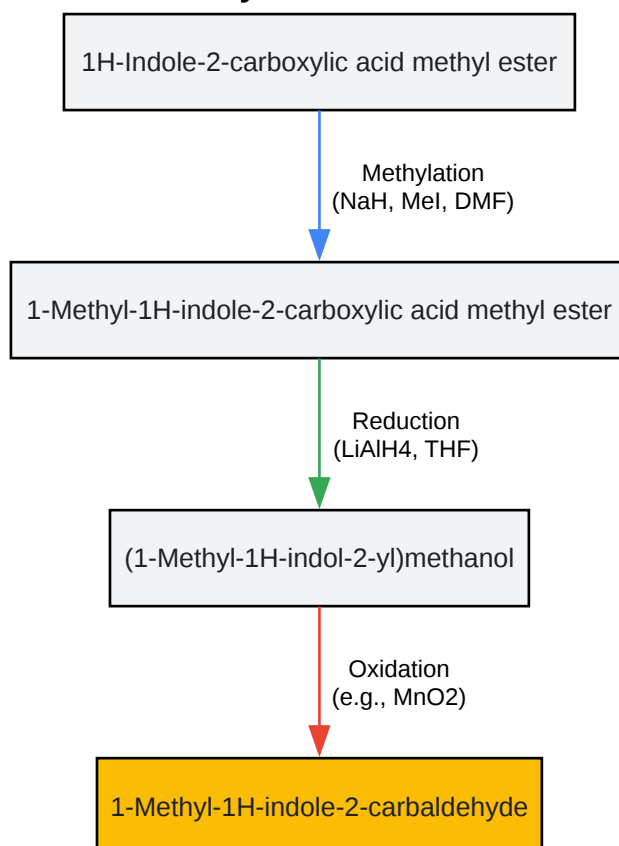 1H-Indole-2-carboxylic acid methyl ester
Methylation
(NaH, MeI, DMF)
1-Methyl-1H-indole-2-carboxylic acid methyl ester
Reduction
(LiAlH4, THF)
(1-Methyl-1H-indol-2-yl)methanol
Oxidation
(e.g., MnO2)
1-Methyl-1H-indole-2-carbaldehyde